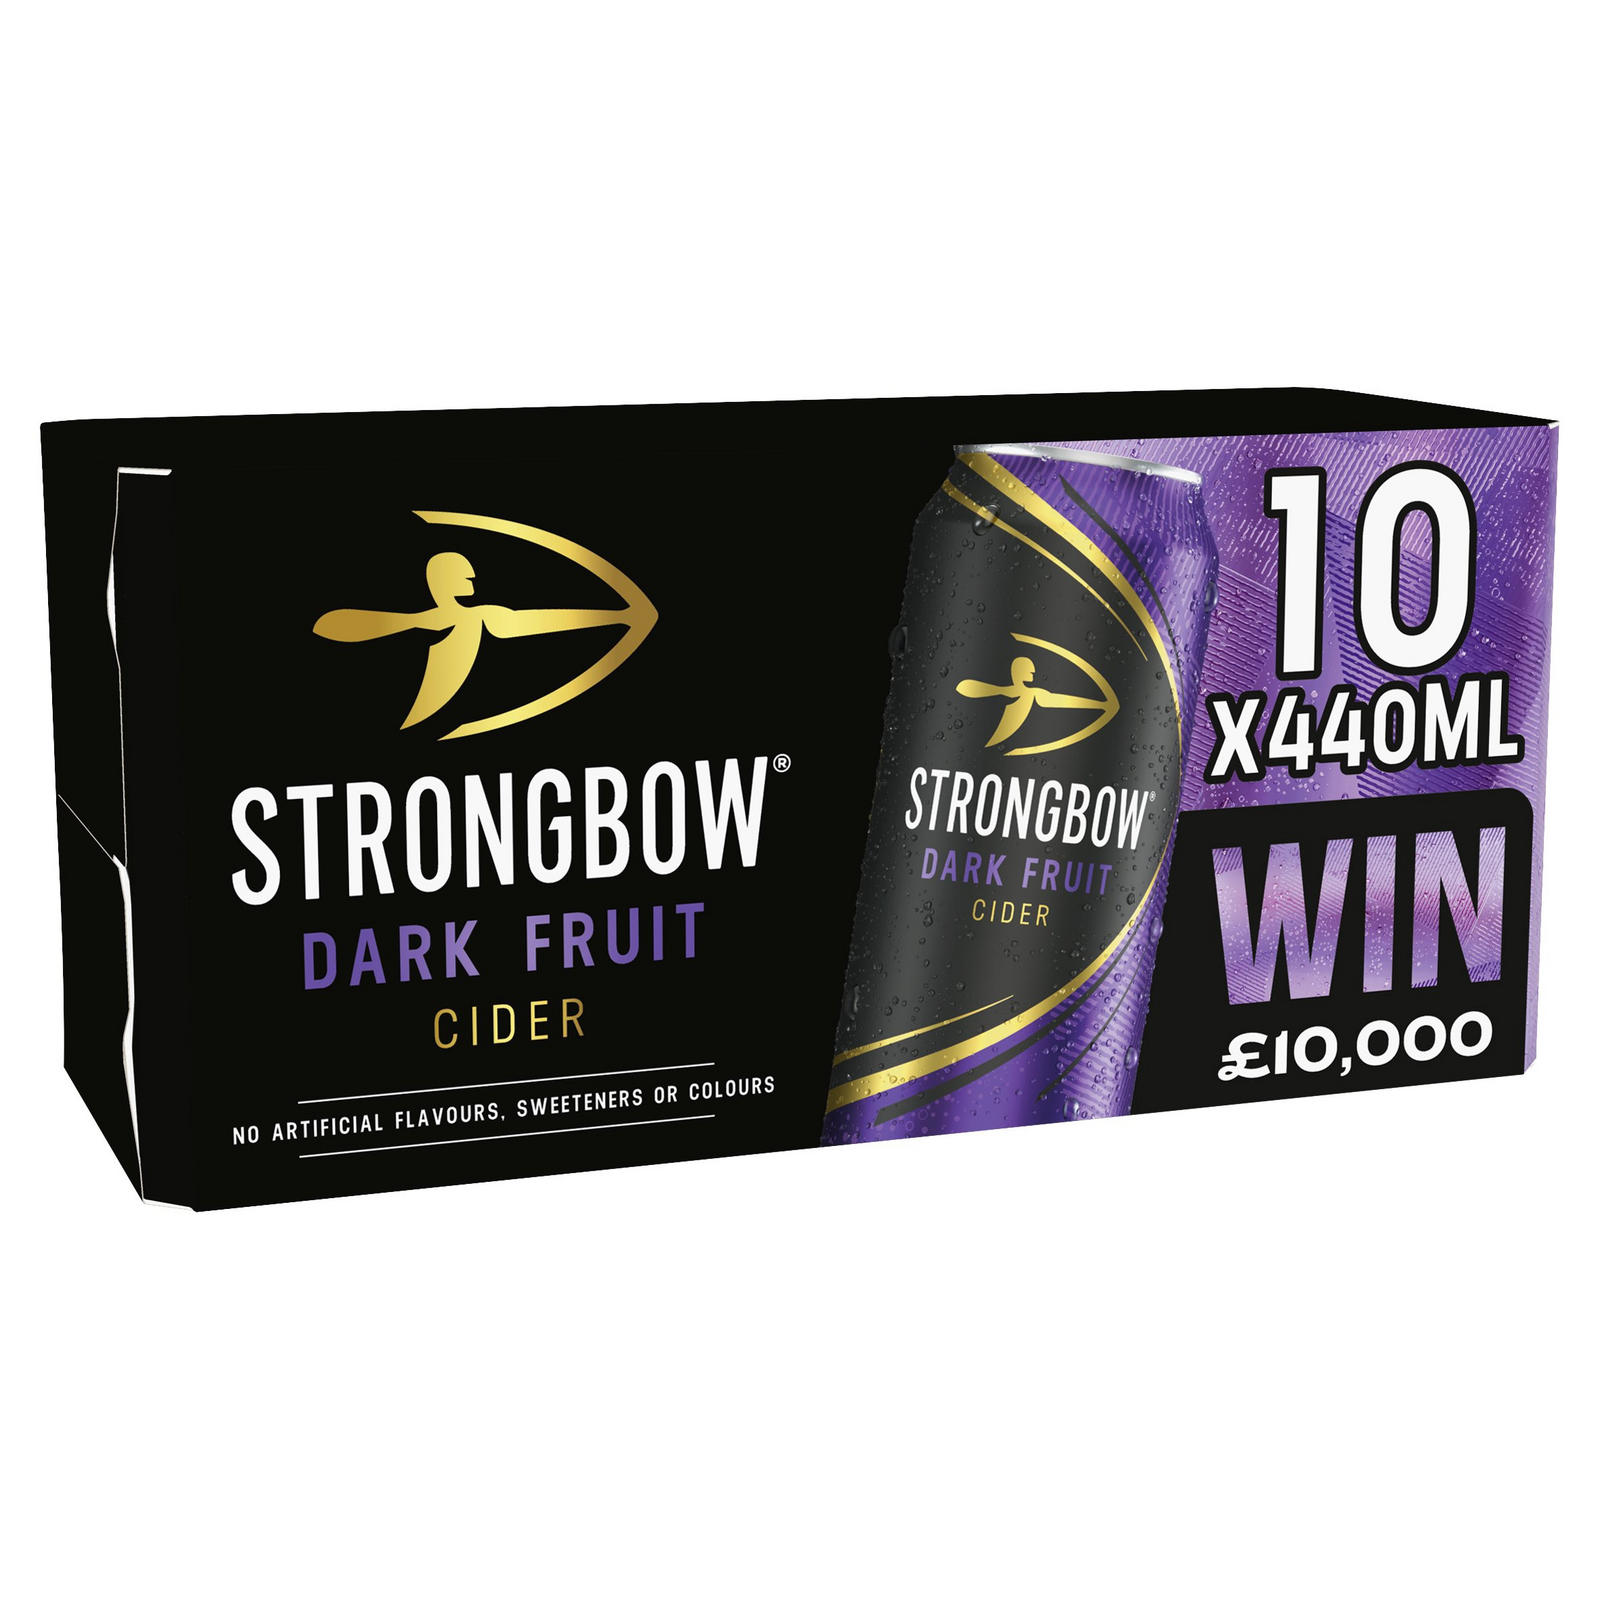 STRONGBOW®
DARK FRUIT
CIDER
NO ARTIFICIAL FLAVOURS, SWEETENERS OR COLOURS
STRONGBOW®
DARK FRUIT
CIDER
10
X440ML
WIN
£10,000